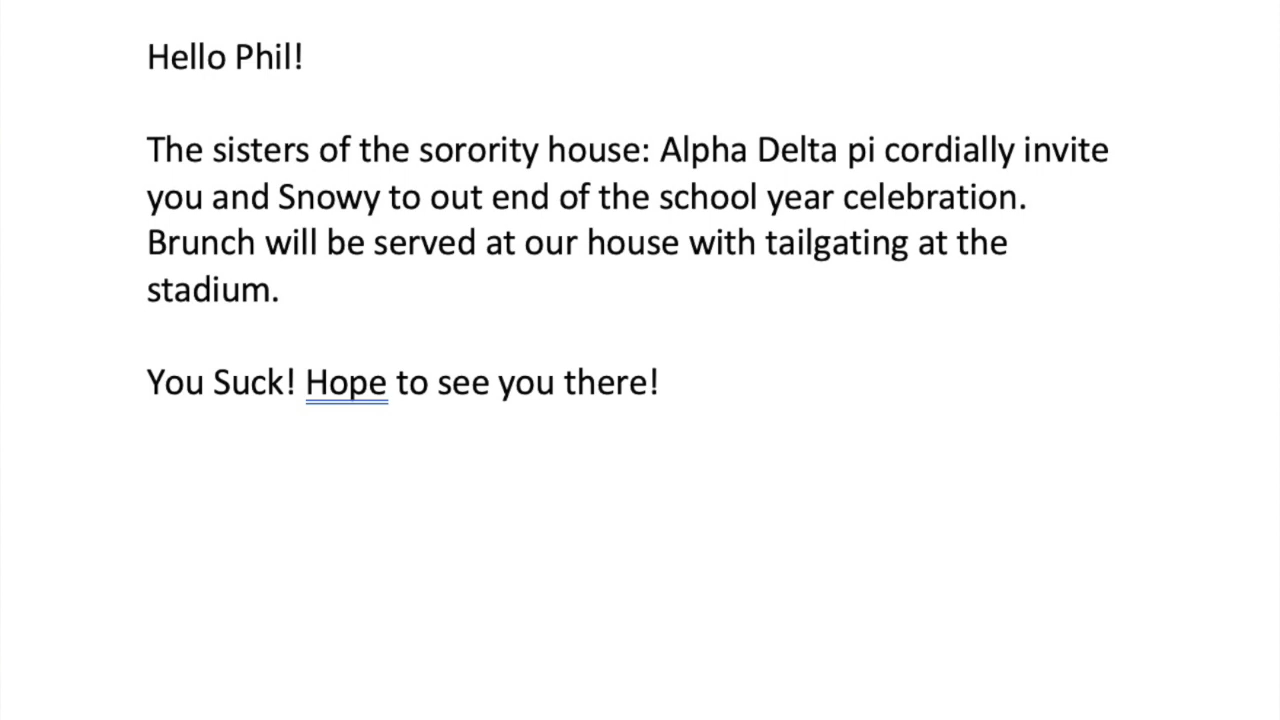 Hello Phil!
The sisters of the sorority house: Alpha Delta pi cordially invite
you and Snowy to out end of the school year celebration.
Brunch will be served at our house with tailgating at the
stadium.
You Suck! Hope to see you there!